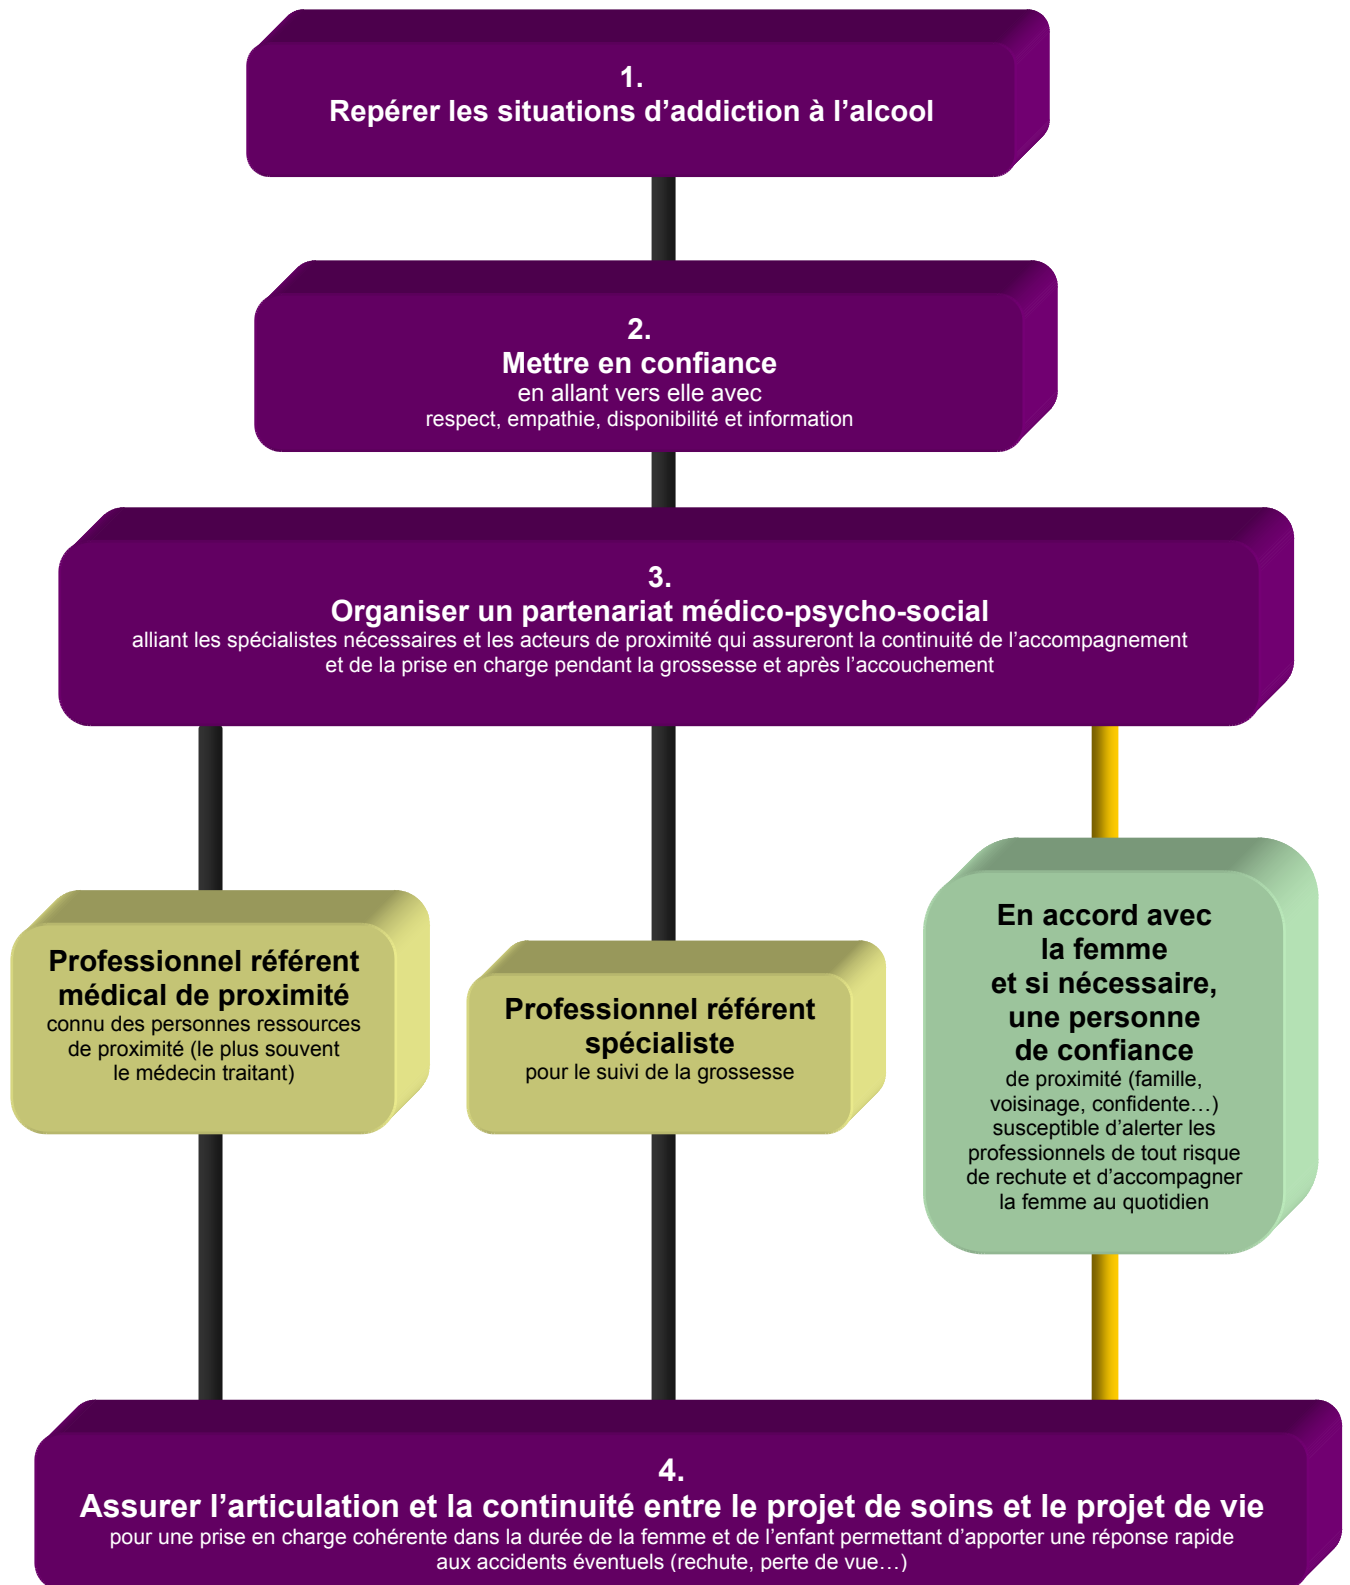 1.
Repérer les situations d’addiction à l’alcool
2.
Mettre en confiance
en allant vers elle avec
respect, empathie, disponibilité et information
3.
Organiser un partenariat médico-psycho-social
alliant les spécialistes nécessaires et les acteurs de proximité qui assureront la continuité de l’accompagnement
et de la prise en charge pendant la grossesse et après l’accouchement
Professionnel référent
médical de proximité
connu des personnes ressources
de proximité (le plus souvent
le médecin traitant)
Professionnel référent
spécialiste
pour le suivi de la grossesse
En accord avec
la femme
et si nécessaire,
une personne
de confiance
de proximité (famille,
voisinage, confidente…)
susceptible d’alerter les
professionnels de tout risque
de rechute et d’accompagner
la femme au quotidien
4.
Assurer l’articulation et la continuité entre le projet de soins et le projet de vie
pour une prise en charge cohérente dans la durée de la femme et de l’enfant permettant d’apporter une réponse rapide
aux accidents éventuels (rechute, perte de vue…)